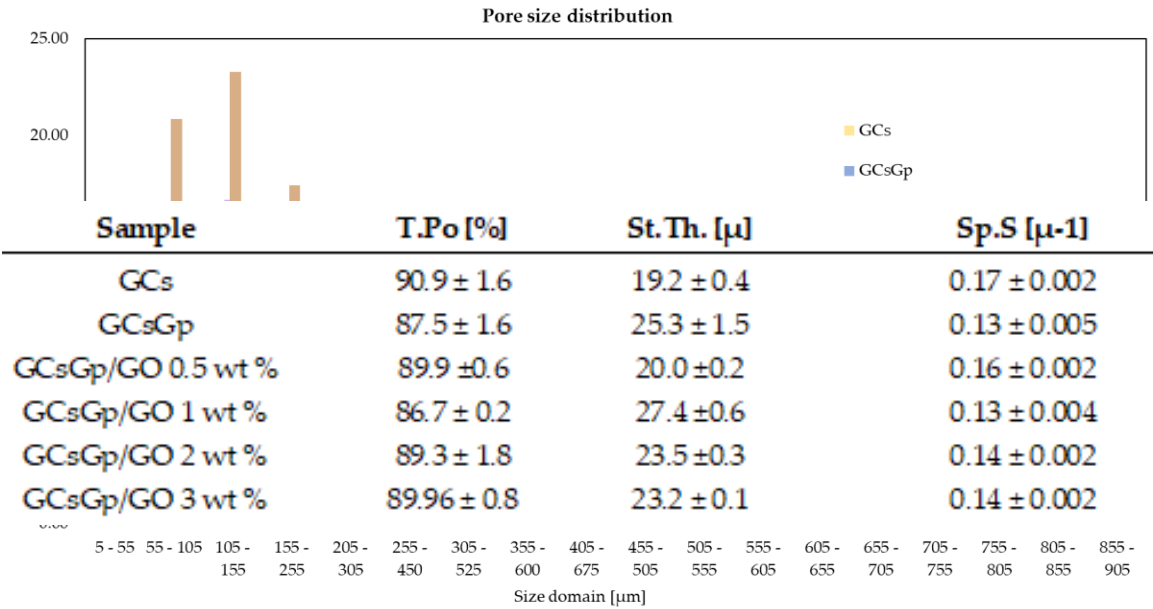 Pore size distribution
25.00
20.00
GCs
GCsGp
Sample T.Po [%] St.Th. [µ] Sp.S [µ-1]
GCs 90.9 ± 1.6 19.2 ± 0.4 0.17 ± 0.002
GCsGp 87.5 ± 1.6 25.3 ± 1.5 0.13 ± 0.005
GCsGp/GO 0.5 wt % 89.9 ±0.6 20.0 ±0.2 0.16 ± 0.002
GCsGp/GO 1 wt % 86.7 ± 0.2 27.4 ±0.6 0.13 ± 0.004
GCsGp/GO 2 wt % 89.3 ± 1.8 23.5 ±0.3 0.14 ± 0.002
GCsGp/GO 3 wt % 89.96 ± 0.8 23.2 ± 0.1 0.14 ± 0.002
5 - 55 55 - 105 105 - 155 - 205 - 255 - 305 - 355 - 405 - 455 - 505 - 555 - 605 - 655 - 705 - 755 - 805 - 855 -
155 255 305 450 525 600 675 505 555 605 655 705 755 805 855 905
Size domain [µm]